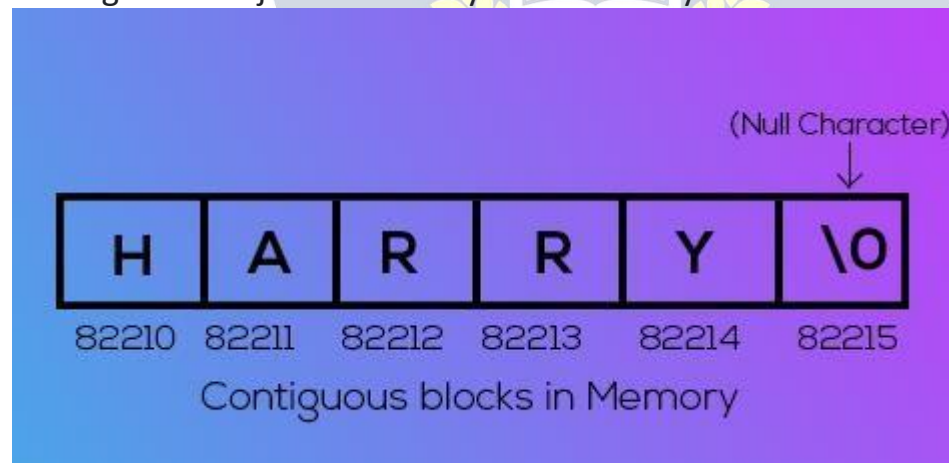 (Null Character)
H A R R Y \0
82210 82211 82212 82213 82214 82215
Contiguous blocks in Memory